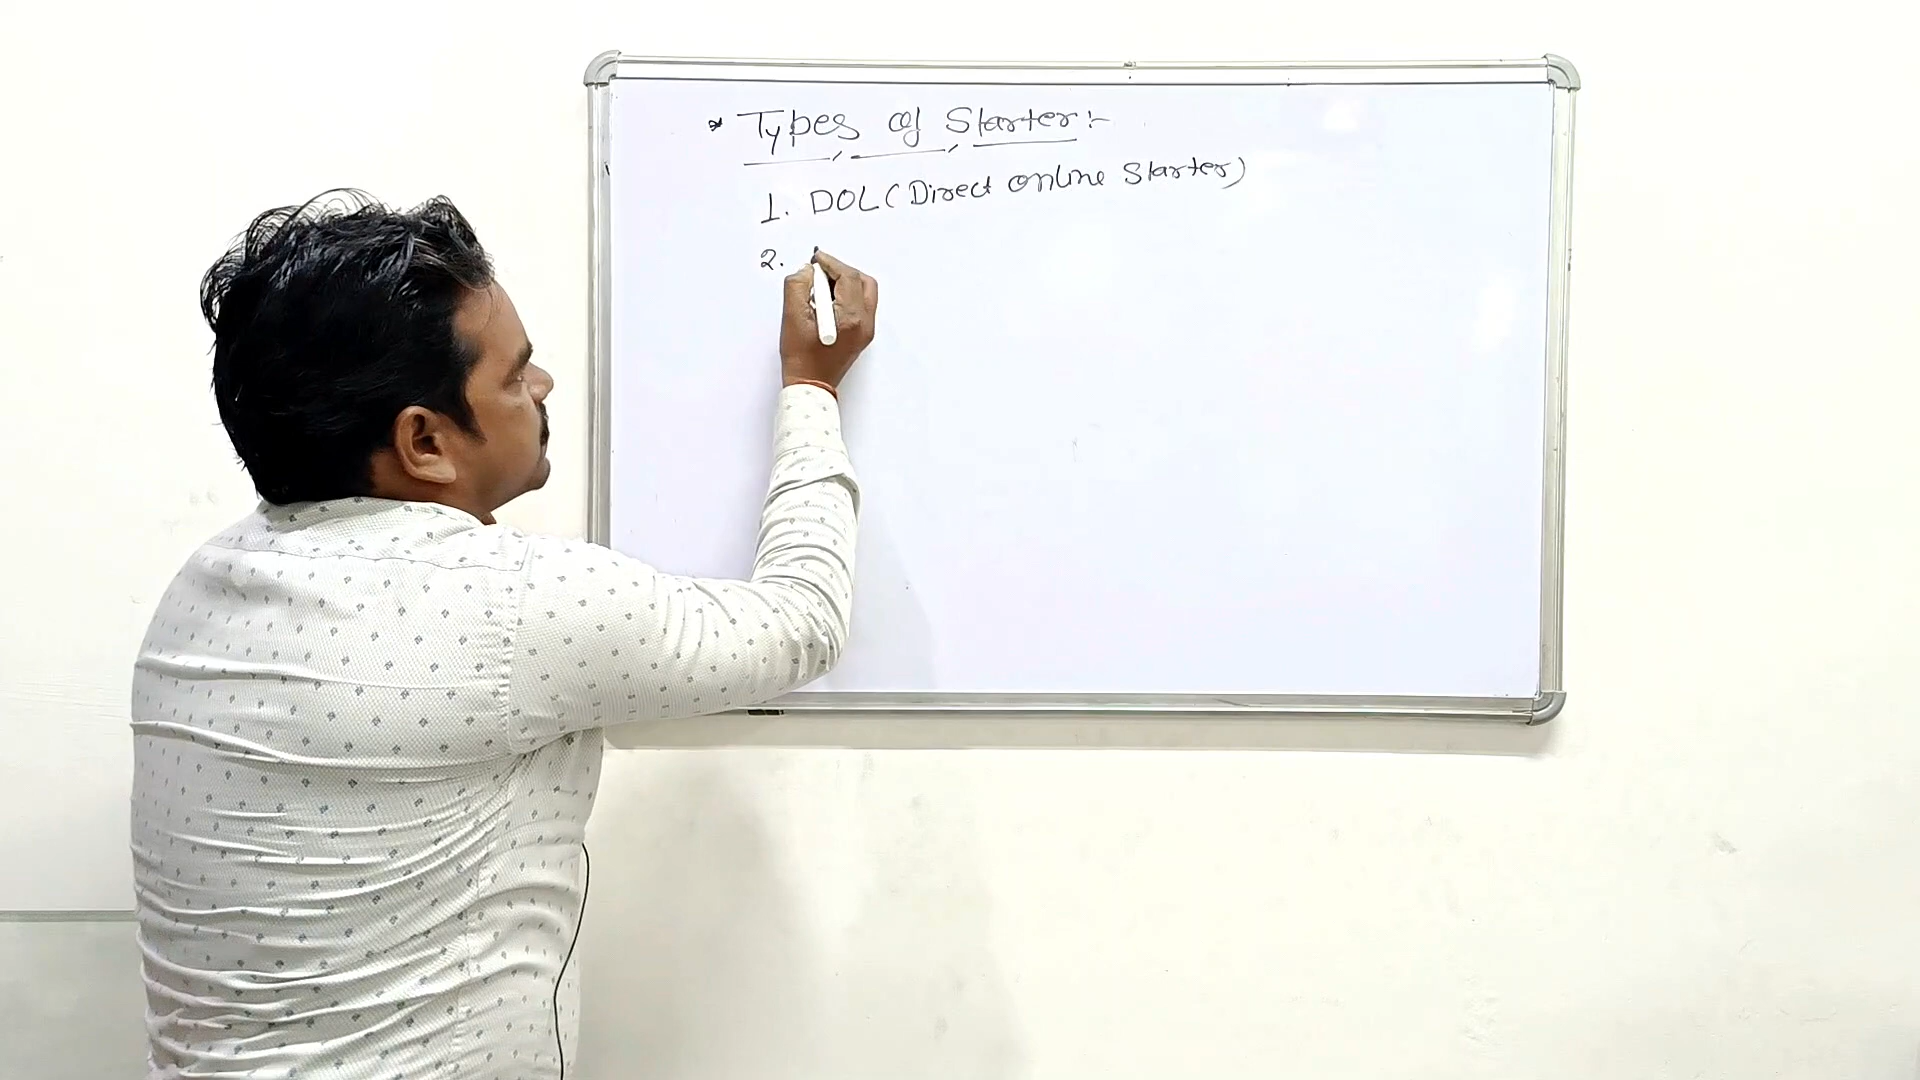 * Types of Starter:-
1. DOL (Direct online Starter)
2.